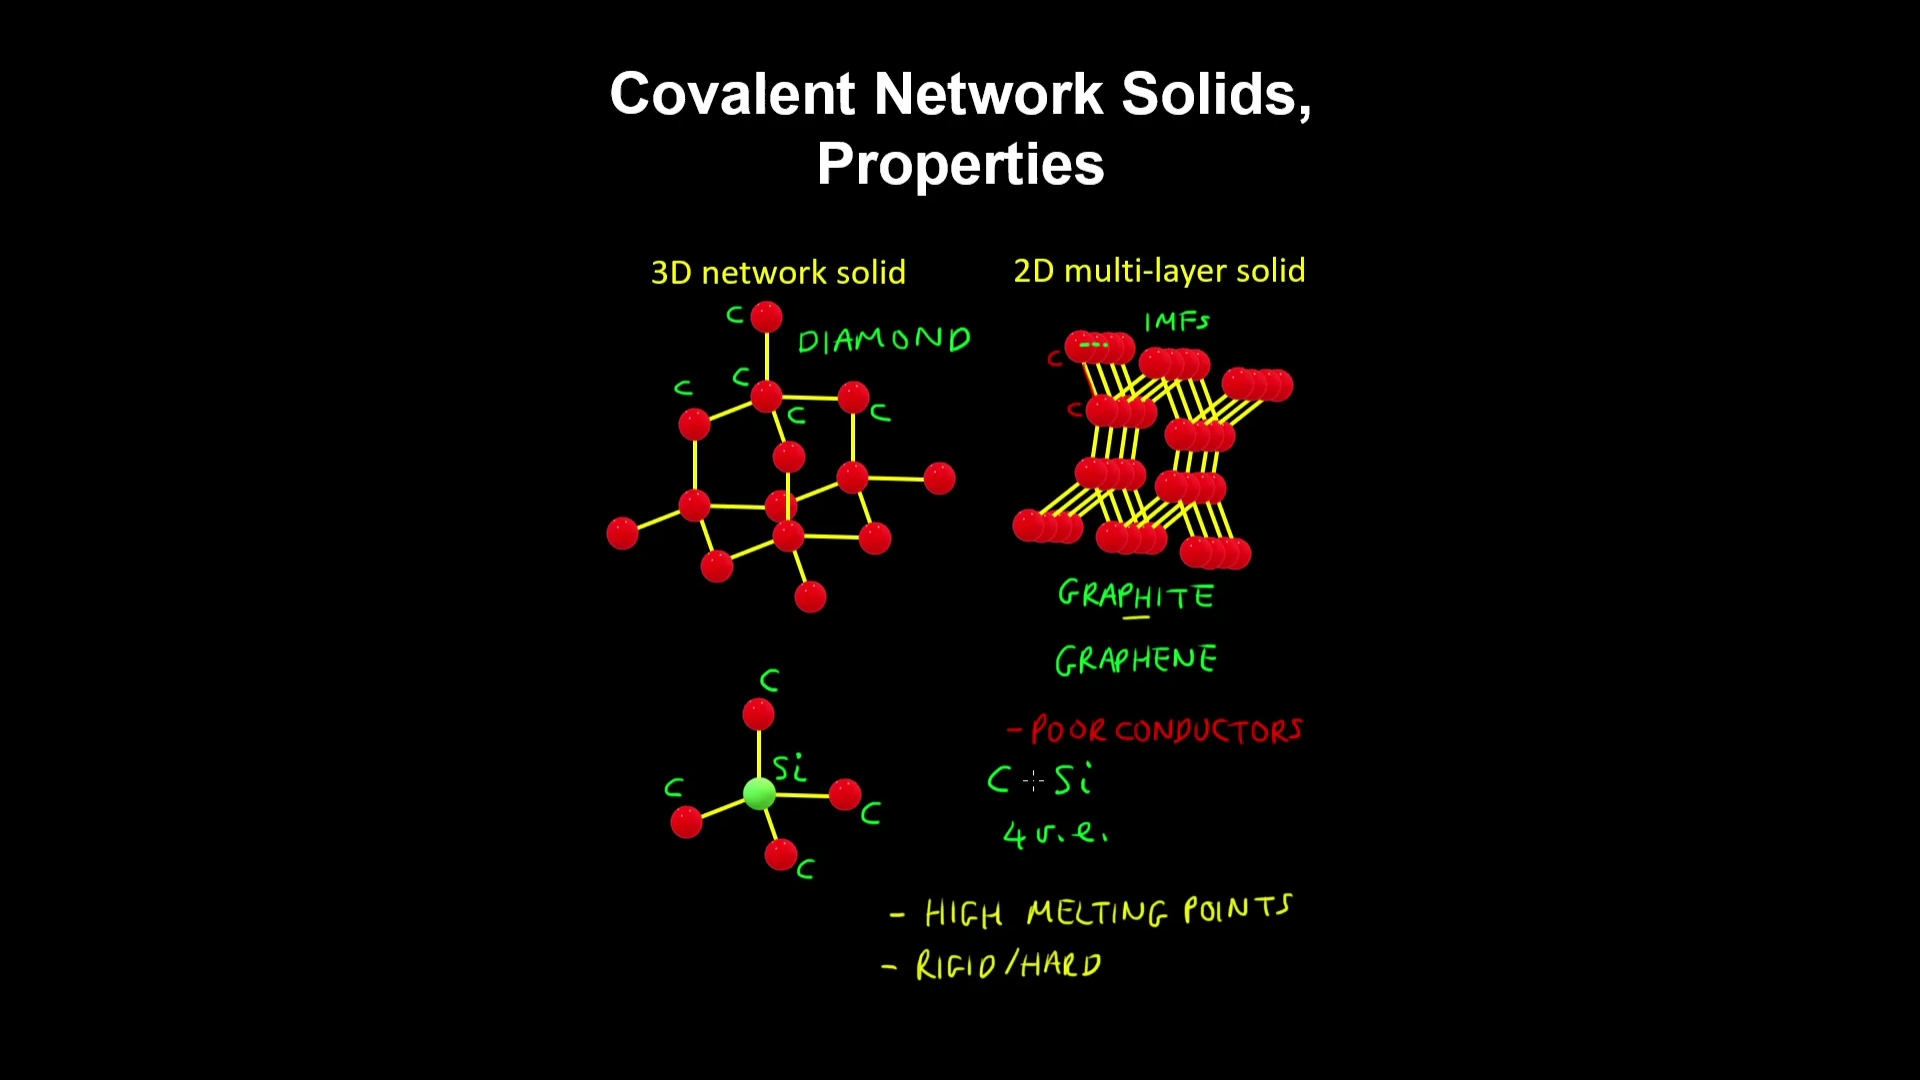 Covalent Network Solids,
Properties
3D network solid
2D multi-layer solid
C
DIAMOND
IMFs
C
C
C
C
C
C
C
GRAPHITE
GRAPHENE
C
Si
C
C
C
- POOR CONDUCTORS
C Si
4 v.e.
- HIGH MELTING POINTS
- RIGID/HARD